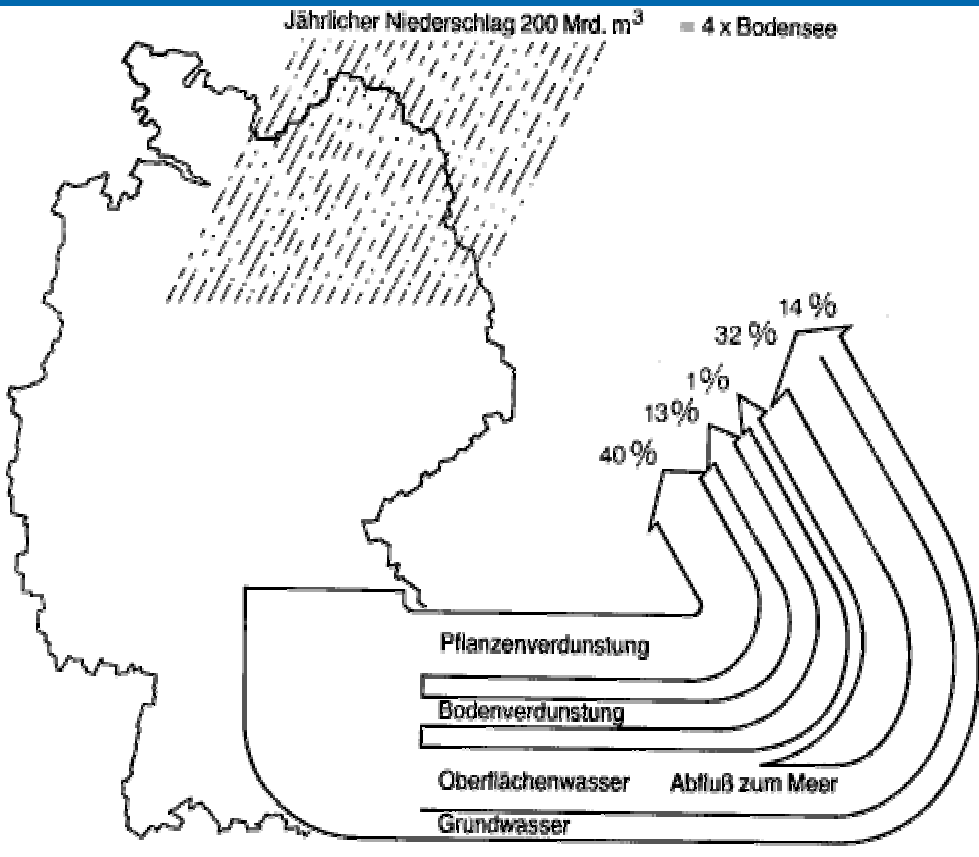 Jährlicher Niederschlag 200 Mrd. m³ = 4 x Bodensee
14 %
32 %
1 %
13 %
40 %
Pflanzenverdunstung
Bodenverdunstung
Oberflächenwasser Abfluß zum Meer
Grundwasser